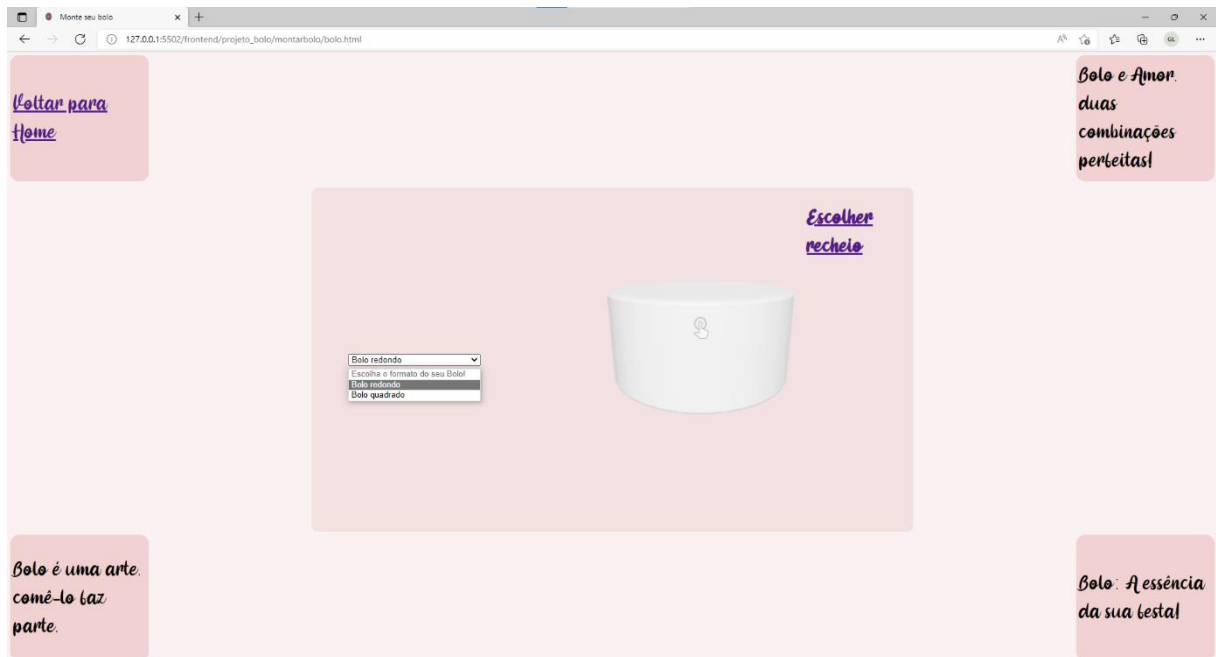 Monte seu bolo
127.0.0.1:5502/frontend/projeto_bolo/montarbolo/bolo.html
GL
Voltar para
Home
Bolo e Amor.
duas
combinações
perfeitas!
Escolher
recheio
Bolo redondo
Escolha o formato do seu Bolo!
Bolo redondo
Bolo quadrado
Bolo é uma arte.
comê-lo faz
parte.
Bolo: A essência
da sua festa!